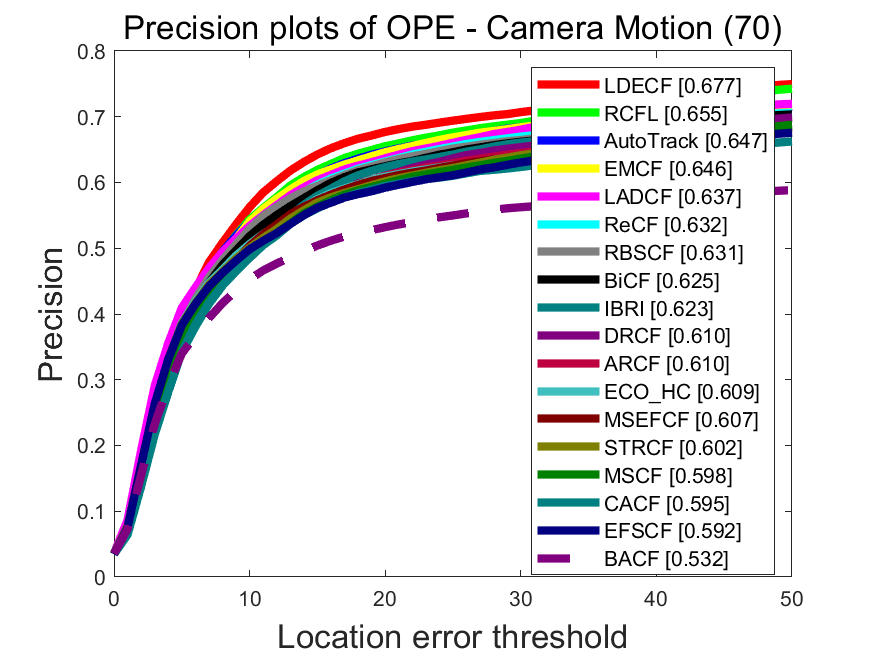 Precision plots of OPE - Camera Motion (70)
0.8
0.7
0.6
0.5
0.4
0.3
0.2
0.1
0
Precision
LDECF [0.677]
RCFL [0.655]
AutoTrack [0.647]
EMCF [0.646]
LADCF [0.637]
ReCF [0.632]
RBSCF [0.631]
BiCF [0.625]
IBRI [0.623]
DRCF [0.610]
ARCF [0.610]
ECO_HC [0.609]
MSEFCF [0.607]
STRCF [0.602]
MSCF [0.598]
CACF [0.595]
EFSCF [0.592]
BACF [0.532]
0 10 20 30 40 50
Location error threshold